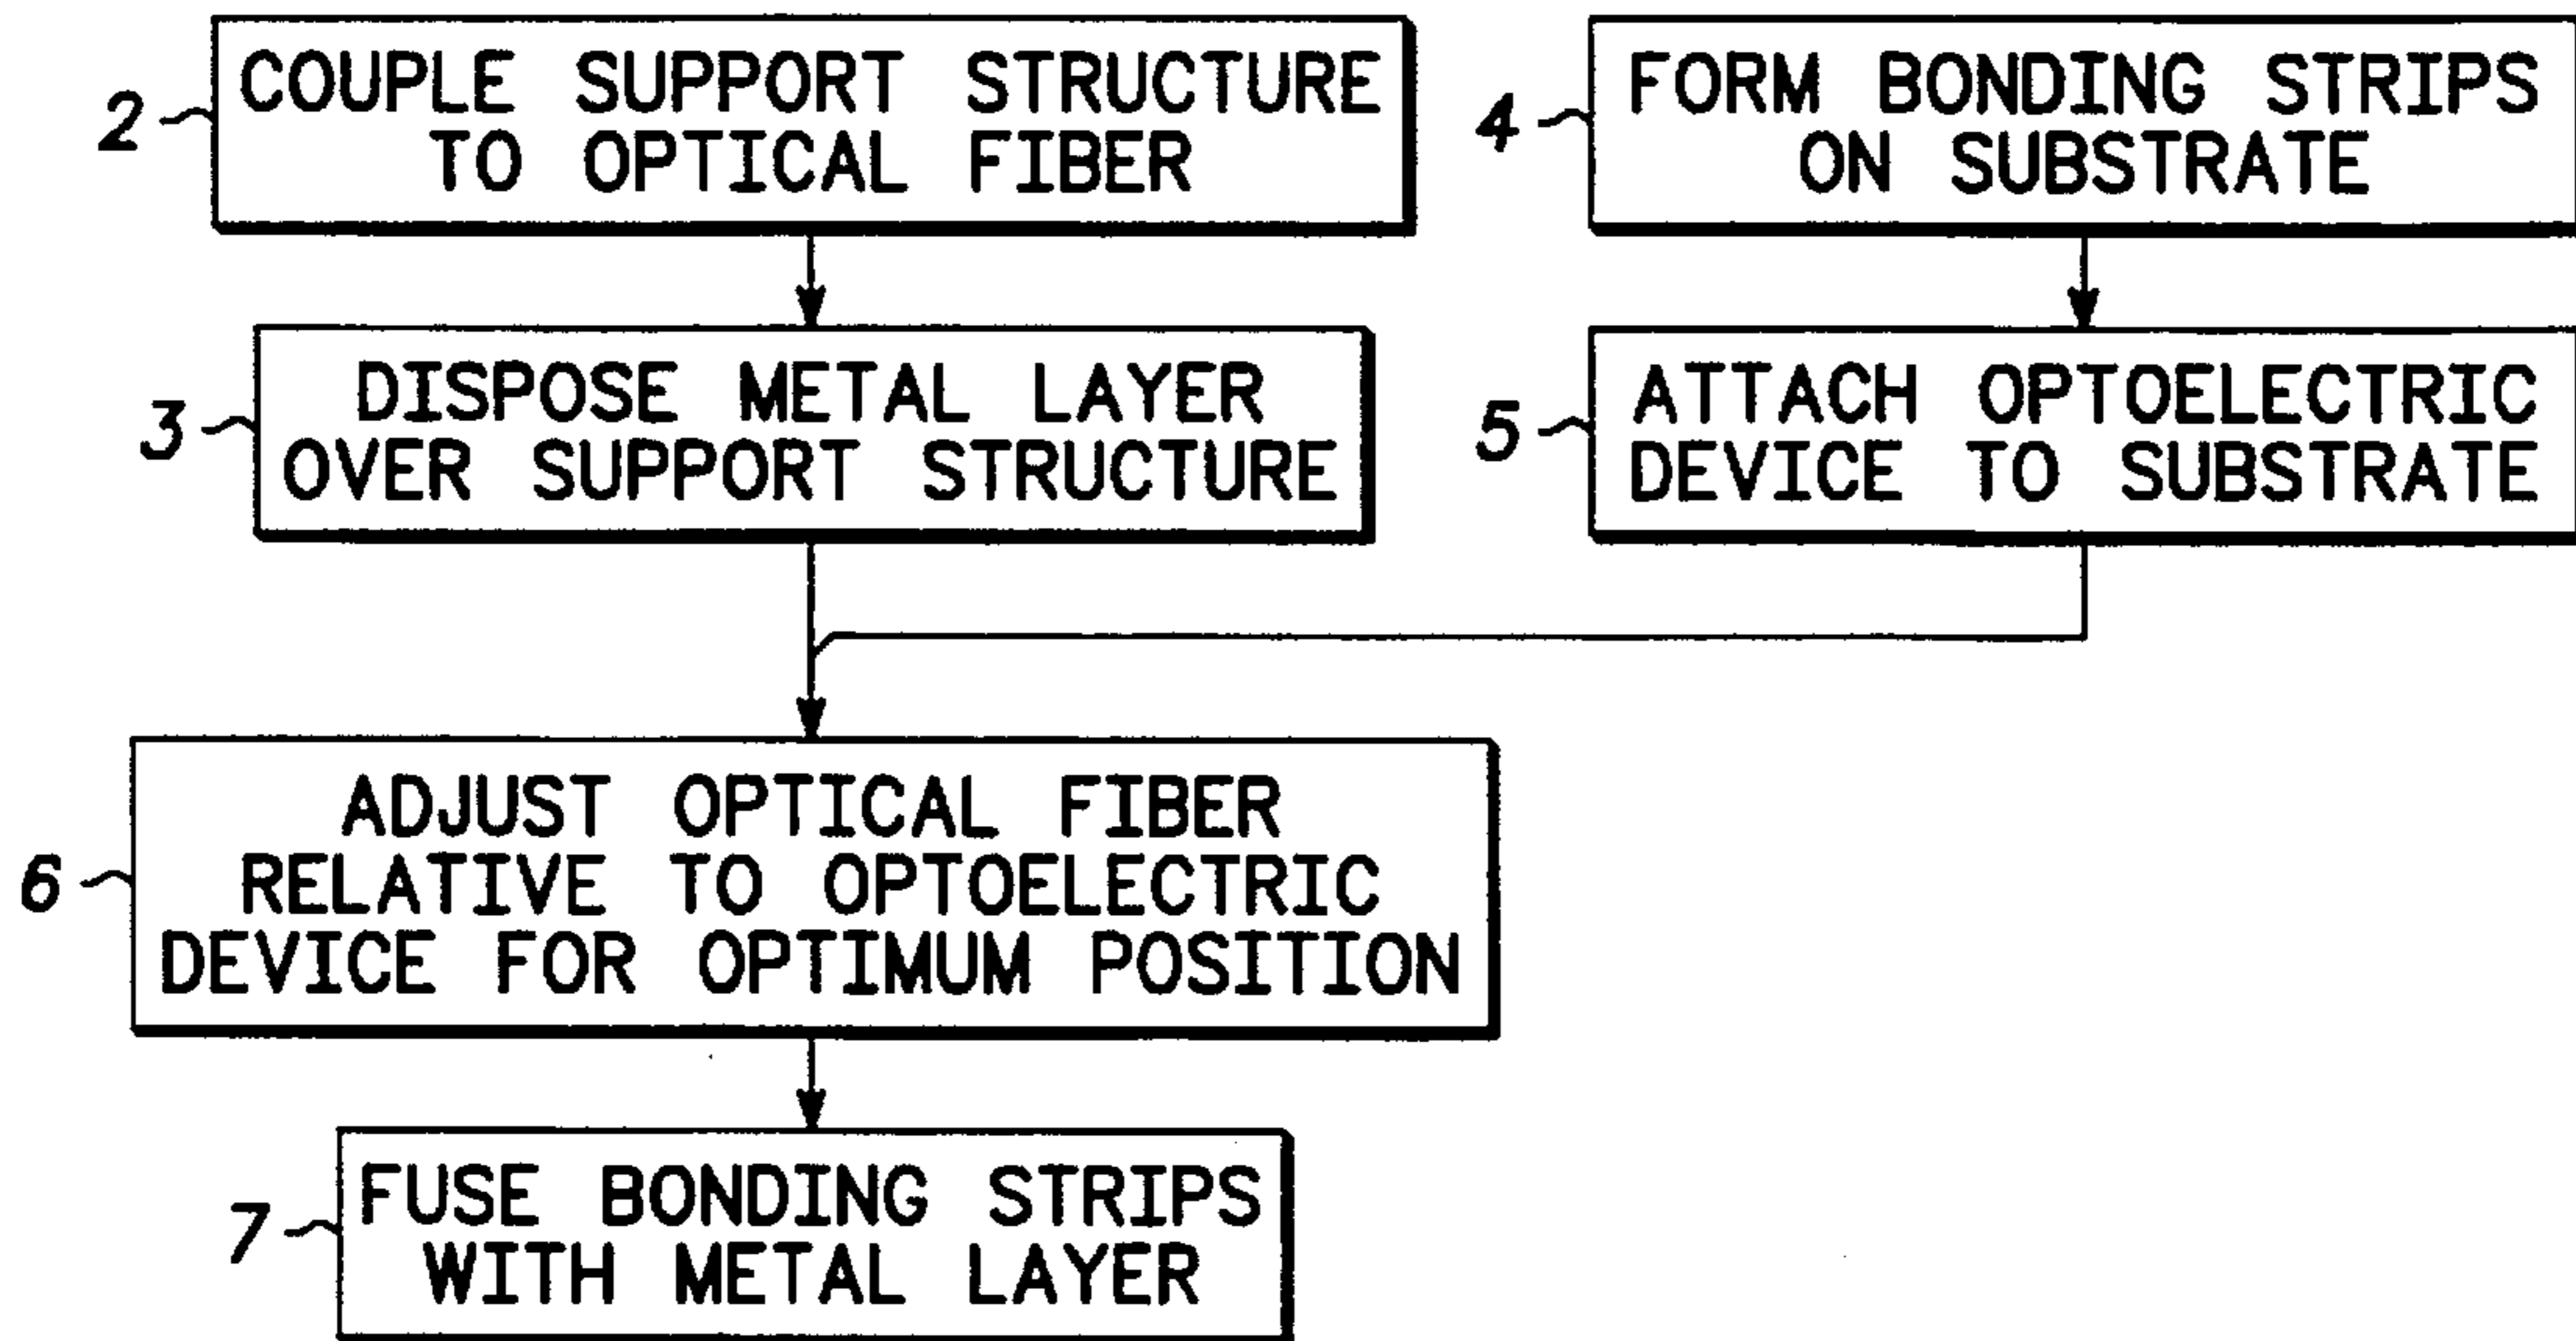 2
COUPLE SUPPORT STRUCTURE
TO OPTICAL FIBER
4
FORM BONDING STRIPS
ON SUBSTRATE
3
DISPOSE METAL LAYER
OVER SUPPORT STRUCTURE
5
ATTACH OPTOELECTRIC
DEVICE TO SUBSTRATE
6
ADJUST OPTICAL FIBER
RELATIVE TO OPTOELECTRIC
DEVICE FOR OPTIMUM POSITION
7
FUSE BONDING STRIPS
WITH METAL LAYER